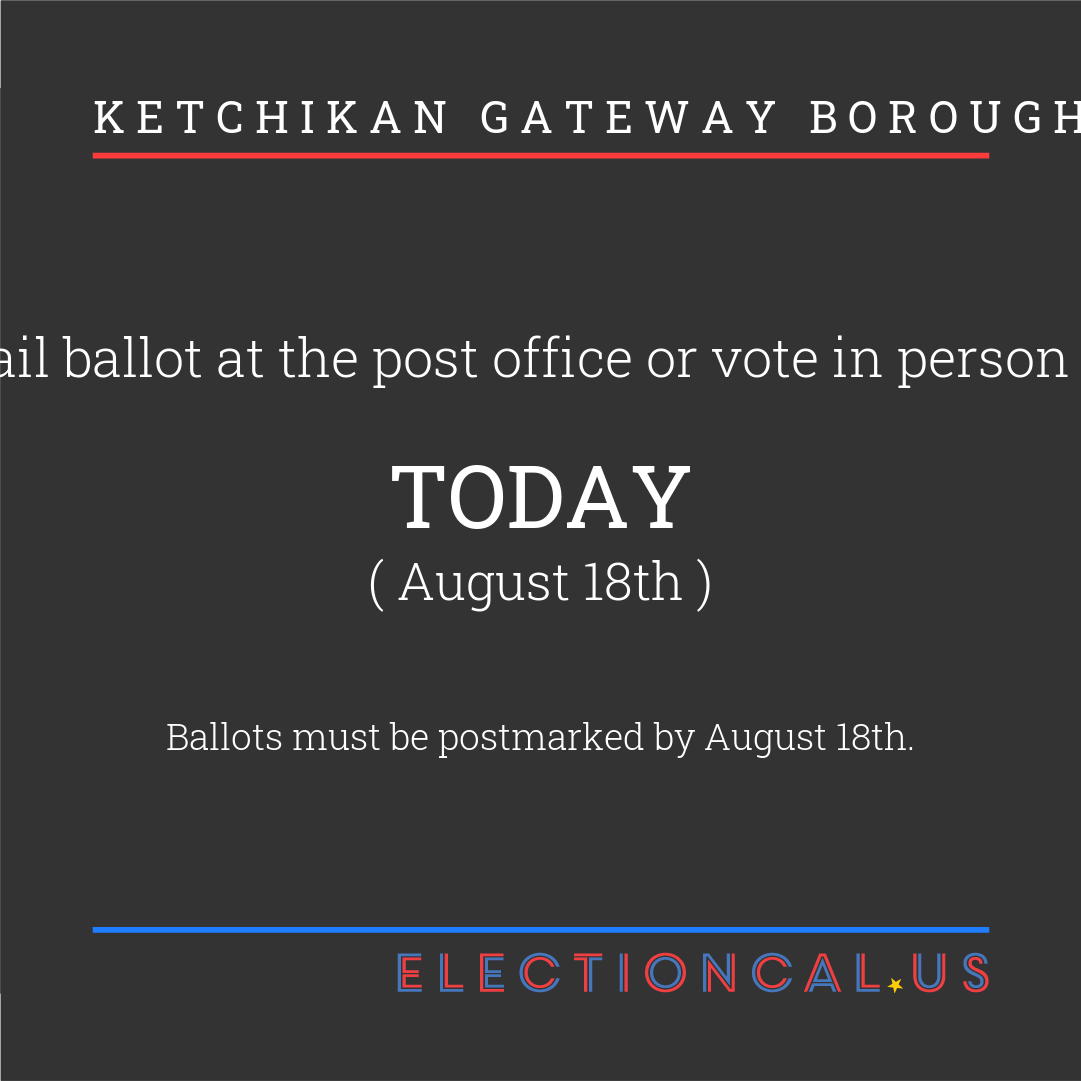 KETCHIKAN GATEWAY BOROUGH
ail ballot at the post office or vote in person
TODAY
( August 18th )
Ballots must be postmarked by August 18th.
ELECTIONCAL.US